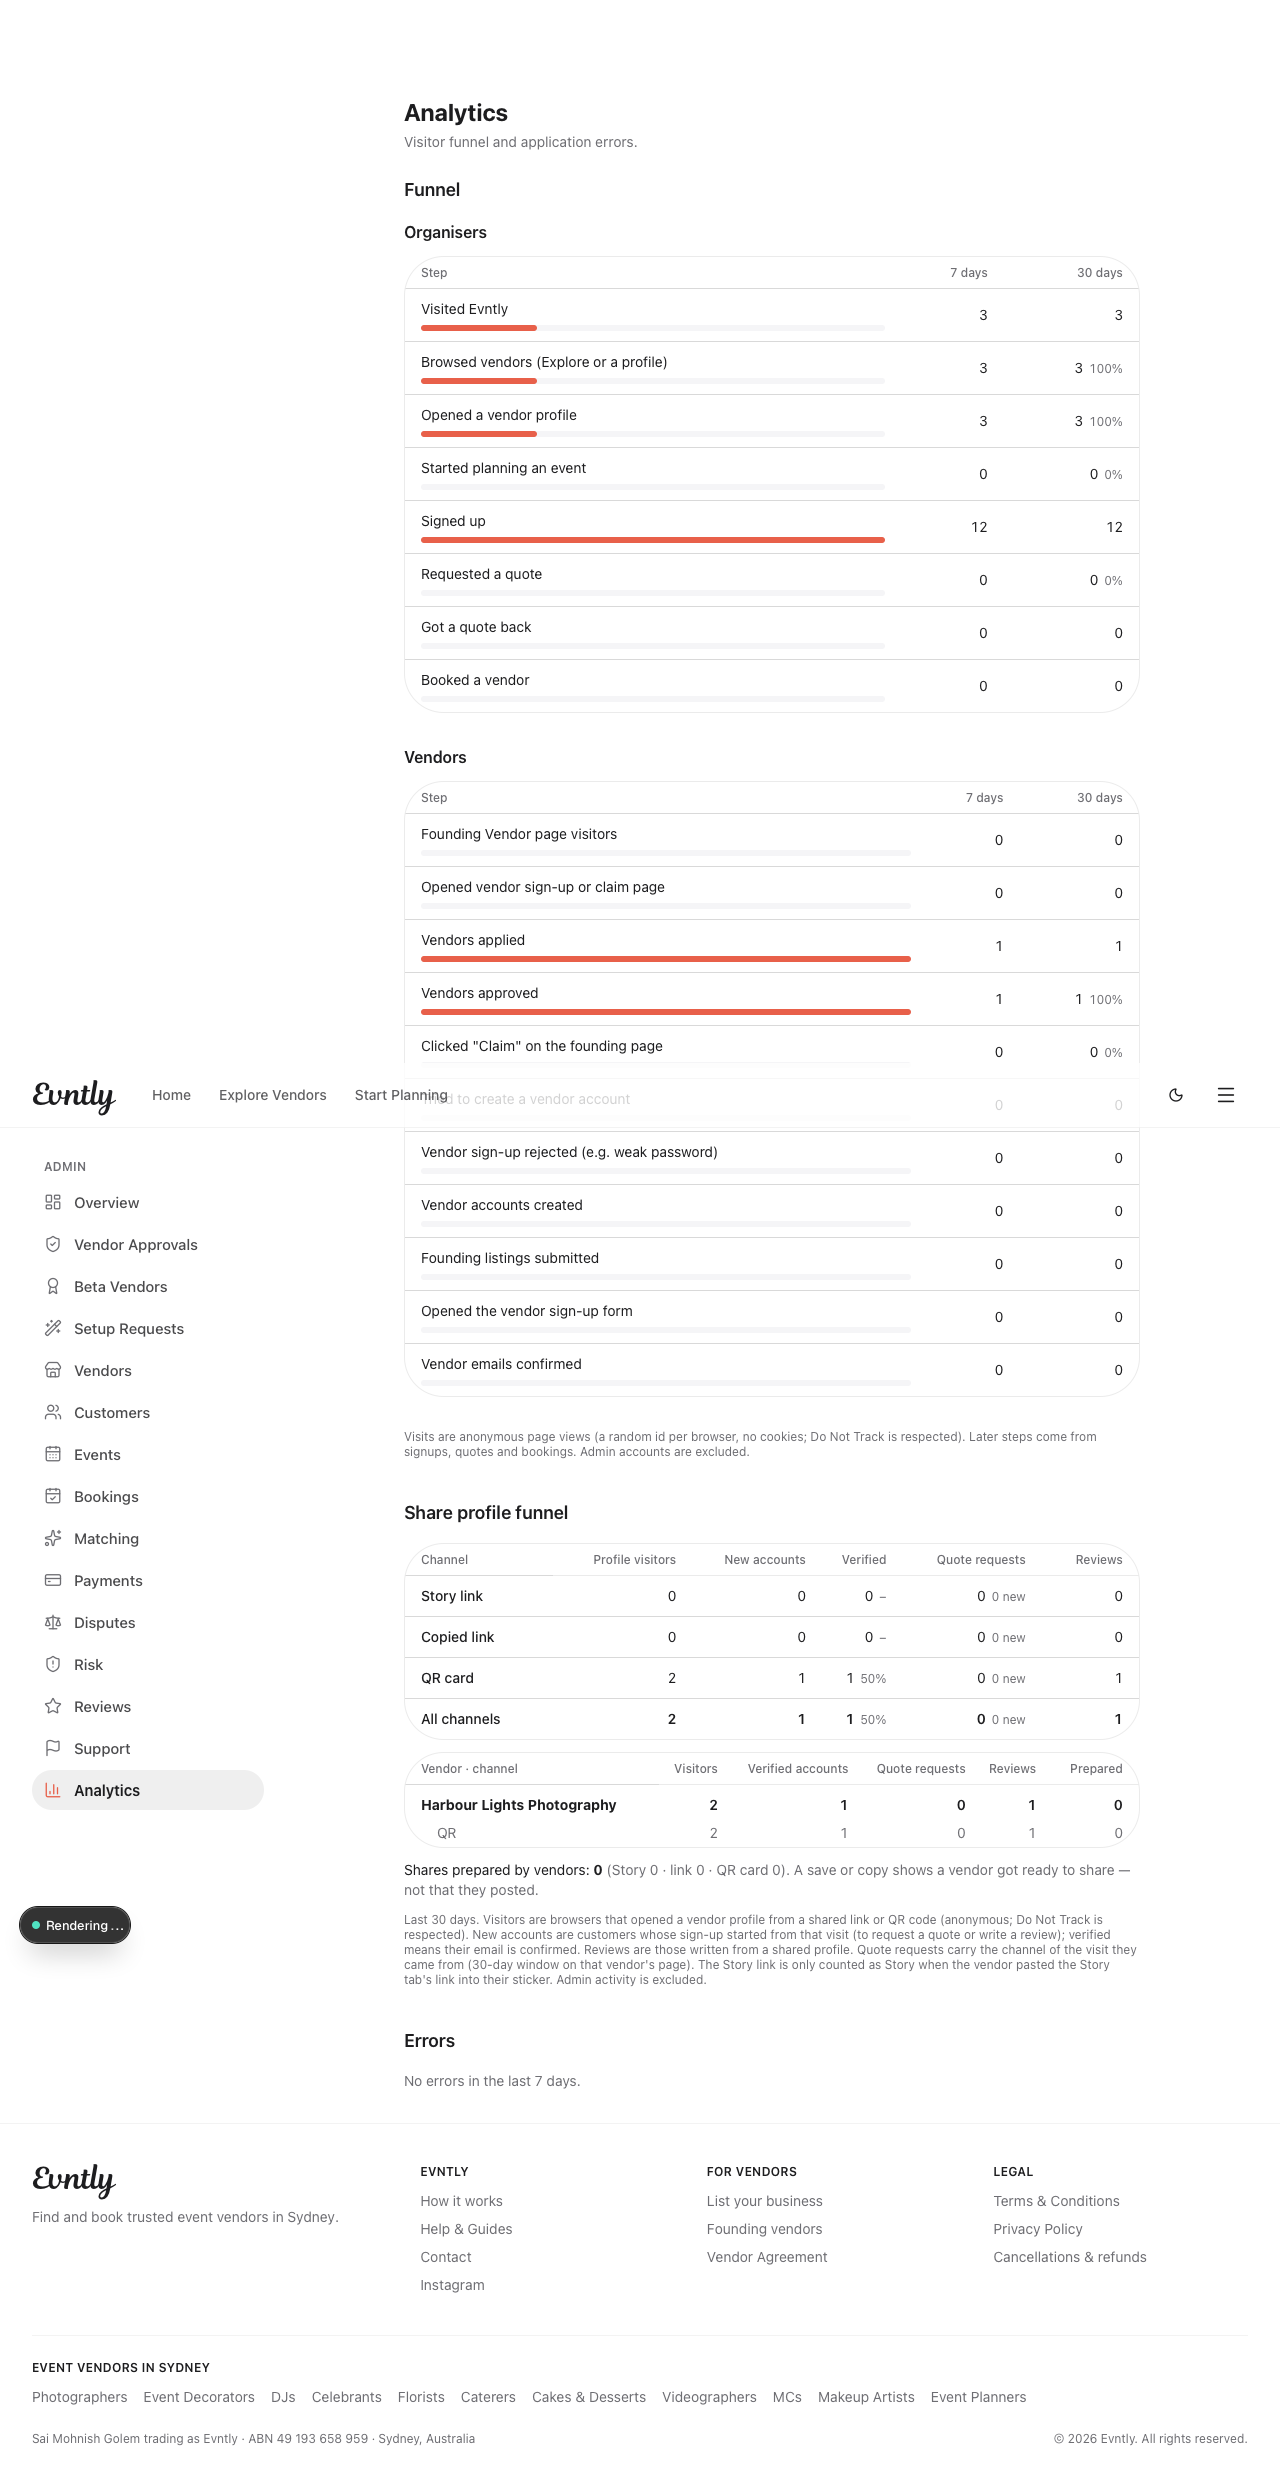 Analytics
Visitor funnel and application errors.
Funnel
Organisers
Step 7 days 30 days
Visited Evntly 3 3
Browsed vendors (Explore or a profile) 3 3 100%
Opened a vendor profile 3 3 100%
Started planning an event 0 0 0%
Signed up 12 12
Requested a quote 0 0 0%
Got a quote back 0 0
Booked a vendor 0 0
Vendors
Step 7 days 30 days
Founding Vendor page visitors 0 0
Opened vendor sign-up or claim page 0 0
Vendors applied 1 1
Vendors approved 1 1 100%
Clicked "Claim" on the founding page 0 0 0%
Evntly Home Explore Vendors Start Planning
Tried to create a vendor account 0 0
Vendor sign-up rejected (e.g. weak password) 0 0
Vendor accounts created 0 0
Founding listings submitted 0 0
Opened the vendor sign-up form 0 0
Vendor emails confirmed 0 0
ADMIN
Overview
Vendor Approvals
Beta Vendors
Setup Requests
Vendors
Customers
Events
Bookings
Matching
Payments
Disputes
Risk
Reviews
Support
Analytics
Rendering...
Visits are anonymous page views (a random id per browser, no cookies; Do Not Track is respected). Later steps come from
signups, quotes and bookings. Admin accounts are excluded.
Share profile funnel
Channel Profile visitors New accounts Verified Quote requests Reviews
Story link 0 0 0 – 0 0 new 0
Copied link 0 0 0 – 0 0 new 0
QR card 2 1 1 50% 0 0 new 1
All channels 2 1 1 50% 0 0 new 1
Vendor · channel Visitors Verified accounts Quote requests Reviews Prepared
Harbour Lights Photography 2 1 0 1 0
QR 2 1 0 1 0
Shares prepared by vendors: 0 (Story 0 · link 0 · QR card 0). A save or copy shows a vendor got ready to share —
not that they posted.
Last 30 days. Visitors are browsers that opened a vendor profile from a shared link or QR code (anonymous; Do Not Track is
respected). New accounts are customers whose sign-up started from that visit (to request a quote or write a review); verified
means their email is confirmed. Reviews are those written from a shared profile. Quote requests carry the channel of the visit they
came from (30-day window on that vendor's page). The Story link is only counted as Story when the vendor pasted the Story
tab's link into their sticker. Admin activity is excluded.
Errors
No errors in the last 7 days.
Evntly
Find and book trusted event vendors in Sydney.
EVNTLY
How it works
Help & Guides
Contact
Instagram
FOR VENDORS
List your business
Founding vendors
Vendor Agreement
LEGAL
Terms & Conditions
Privacy Policy
Cancellations & refunds
EVENT VENDORS IN SYDNEY
Photographers Event Decorators DJs Celebrants Florists Caterers Cakes & Desserts Videographers MCs Makeup Artists Event Planners
Sai Mohnish Golem trading as Evntly · ABN 49 193 658 959 · Sydney, Australia
© 2026 Evntly. All rights reserved.